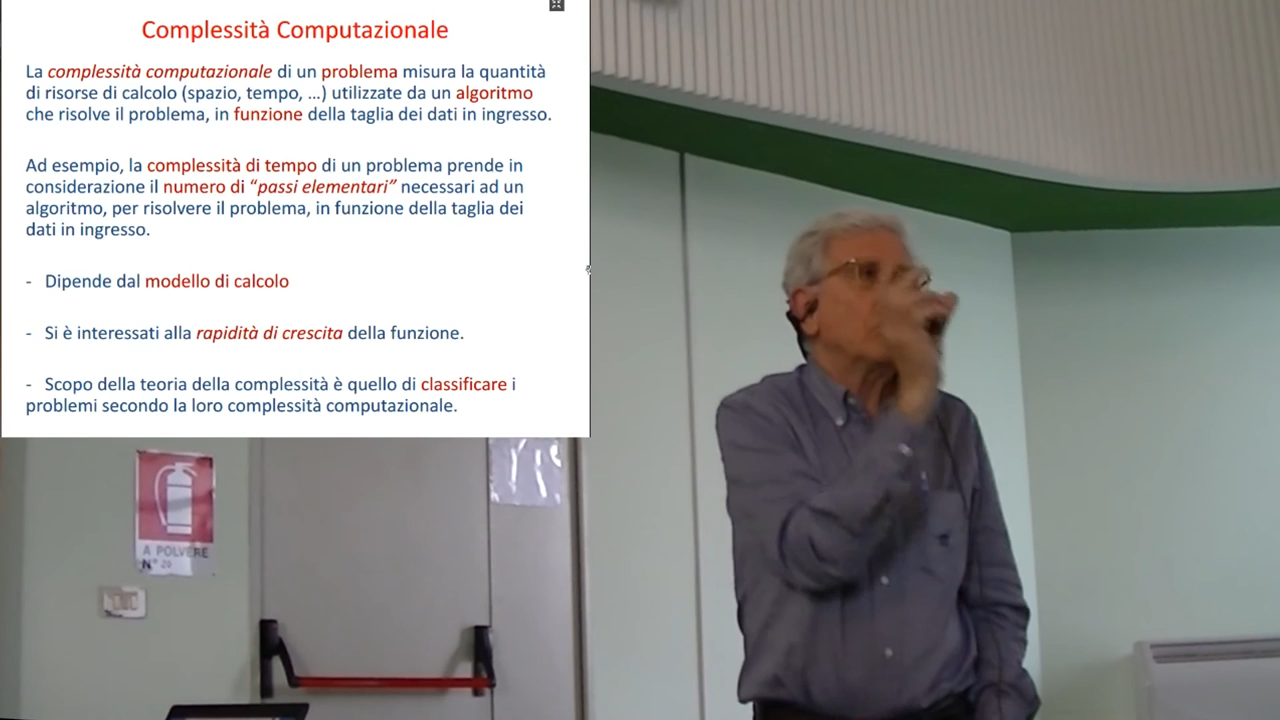 Complessità Computazionale
La complessità computazionale di un problema misura la quantità
di risorse di calcolo (spazio, tempo, …) utilizzate da un algoritmo
che risolve il problema, in funzione della taglia dei dati in ingresso.
Ad esempio, la complessità di tempo di un problema prende in
considerazione il numero di “passi elementari” necessari ad un
algoritmo, per risolvere il problema, in funzione della taglia dei
dati in ingresso.
- Dipende dal modello di calcolo
- Si è interessati alla rapidità di crescita della funzione.
- Scopo della teoria della complessità è quello di classificare i
problemi secondo la loro complessità computazionale.
A POLVERE
N° 20